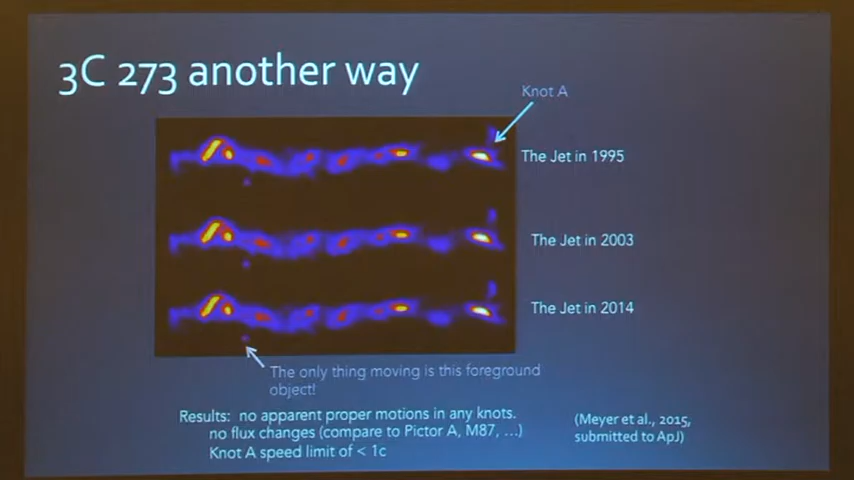 3C 273 another way
Knot A
The Jet in 1995
The Jet in 2003
The Jet in 2014
The only thing moving is this foreground
object!
Results: no apparent proper motions in any knots.
no flux changes (compare to Pictor A, M87, ...)
Knot A speed limit of < 1c
(Meyer et al., 2015,
submitted to ApJ)